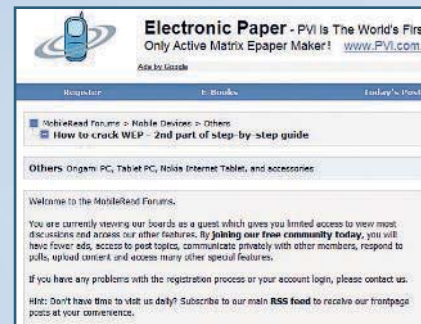 Electronic Paper - PVI Is The World's Firs
Only Active Matrix Epaper Maker! www.PVI.com
Ads by Google
Register E-Books Today's Post
MobileRead Forums > Mobile Devices > Others
How to crack WEP - 2nd part of step-by-step guide
Others Origami PC, Tablet PC, Nokia Internet Tablet, and accessories
Welcome to the MobileRead Forums.
You are currently viewing our boards as a guest which gives you limited access to view most
discussions and access our other features. By joining our free community today, you will
have fewer ads, access to post topics, communicate privately with other members, respond to
polls, upload content and access many other special features.
If you have any problems with the registration process or your account login, please contact us.
Hint: Don't have time to visit us daily? Subscribe to our main RSS feed to receive our frontpage
posts at your convenience.